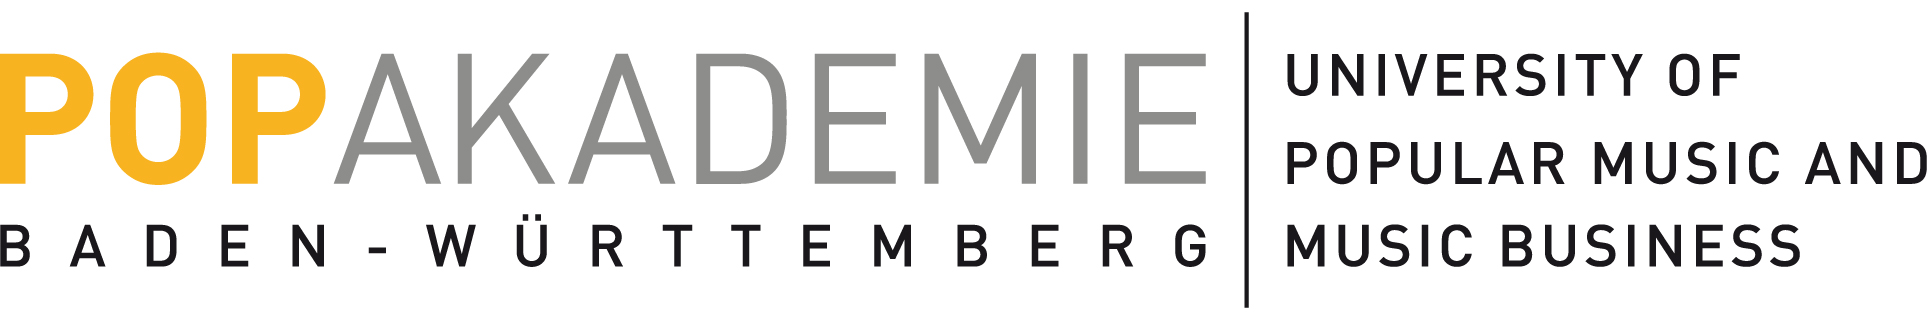 POPAKADEMIE
BADEN-WÜRTTEMBERG
UNIVERSITY OF
POPULAR MUSIC AND
MUSIC BUSINESS